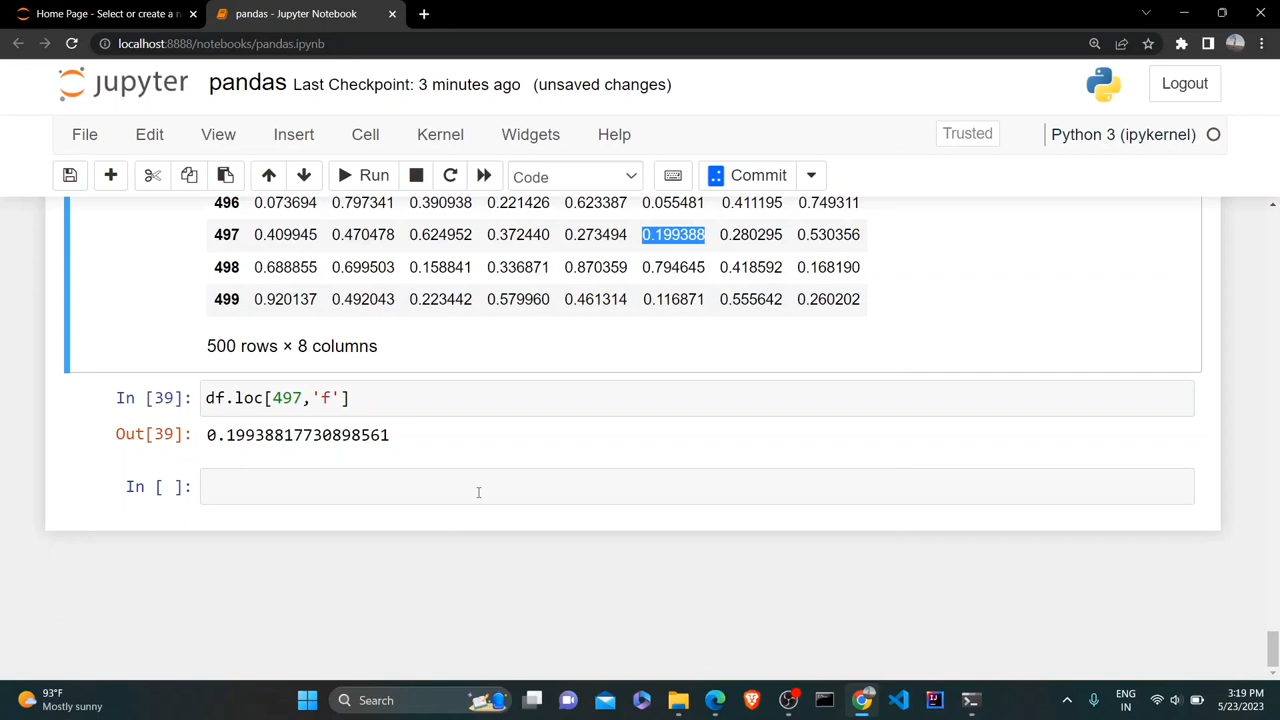 Home Page - Select or create a n
pandas - Jupyter Notebook
localhost:8888/notebooks/pandas.ipynb
jupyter pandas Last Checkpoint: 3 minutes ago (unsaved changes)
Logout
File Edit View Insert Cell Kernel Widgets Help
Trusted
Python 3 (ipykernel)
Run Code Commit
496 0.073694 0.797341 0.390938 0.221426 0.623387 0.055481 0.411195 0.749311
497 0.409945 0.470478 0.624952 0.372440 0.273494 0.199388 0.280295 0.530356
498 0.688855 0.699503 0.158841 0.336871 0.870359 0.794645 0.418592 0.168190
499 0.920137 0.492043 0.223442 0.579960 0.461314 0.116871 0.555642 0.260202
500 rows × 8 columns
In [39]: df.loc[497,'f']
Out[39]: 0.19938817730898561
In [ ]:
93°F
Mostly sunny
Search
ENG
IN
3:19 PM
5/23/2023